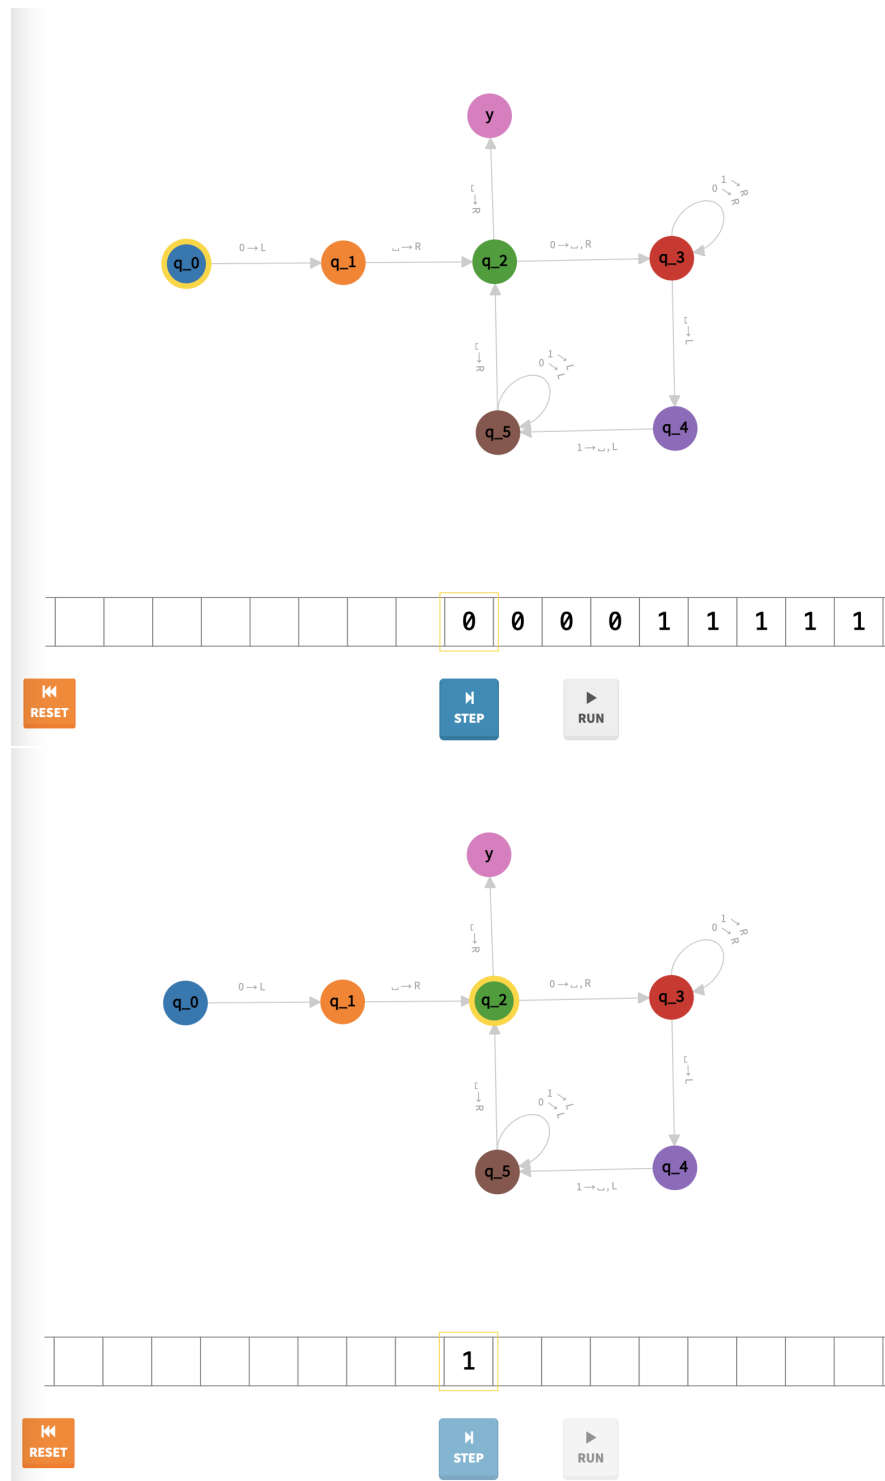 y
␣→R
1→R
0→R
0→L
␣→R
0→␣,R
q_0
q_1
q_2
q_3
␣→R
1→L
0→L
␣→L
q_5
q_4
1→␣,L
0 0 0 0 1 1 1 1 1
RESET
STEP
RUN
y
␣→R
1→R
0→R
0→L
␣→R
0→␣,R
q_0
q_1
q_2
q_3
␣→R
1→L
0→L
␣→L
q_5
q_4
1→␣,L
1
RESET
STEP
RUN